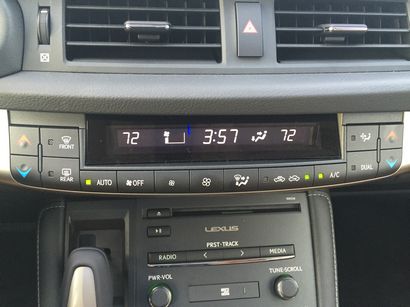 72 3:57 72
FRONT
REAR
AUTO OFF A/C DUAL
LEXUS
PRST-TRACK
RADIO < > MEDIA
PWR•VOL TUNE•SCROLL